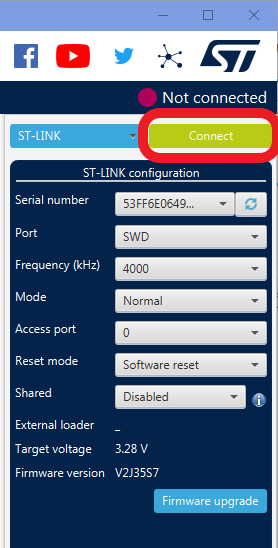 ST
Not connected
ST-LINK Connect
ST-LINK configuration
Serial number 53FF6E0649...
Port SWD
Frequency (kHz) 4000
Mode Normal
Access port 0
Reset mode Software reset
Shared Disabled
External loader _
Target voltage 3.28 V
Firmware version V2J35S7
Firmware upgrade